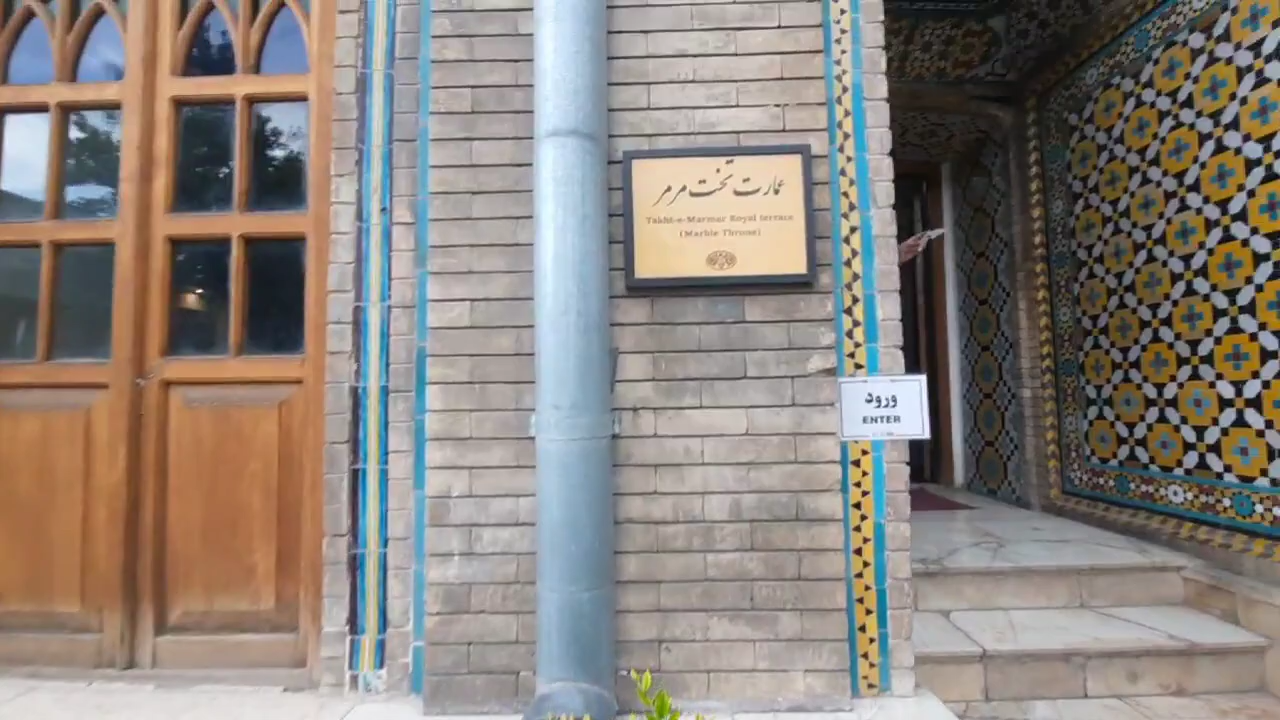 عمارت تخت مرمر
Takht-e-Marmar Royal terrace
(Marble Throne)
ورود
ENTER